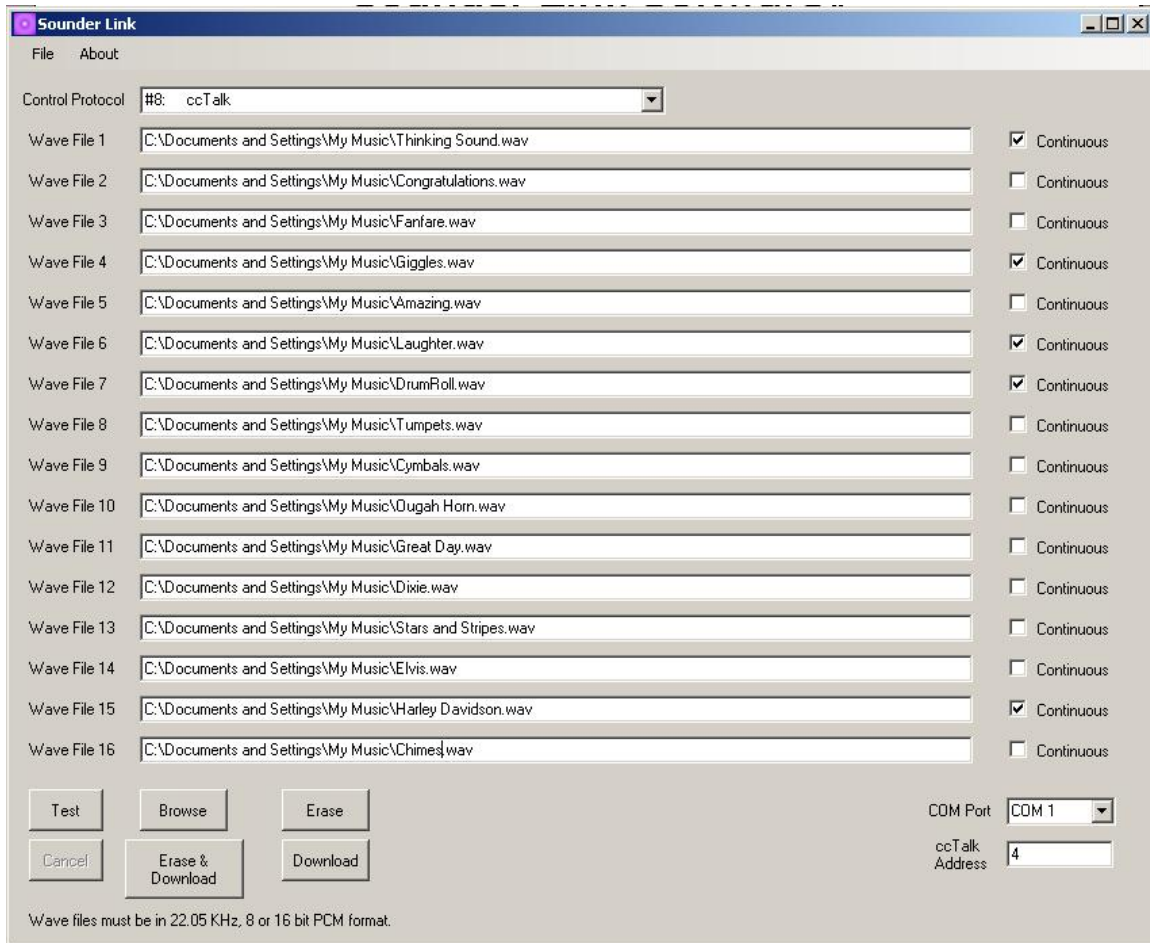 Sounder Link
File About
Control Protocol #8: ccTalk
Wave File 1 C:\Documents and Settings\My Music\Thinking Sound.wav Continuous
Wave File 2 C:\Documents and Settings\My Music\Congratulations.wav Continuous
Wave File 3 C:\Documents and Settings\My Music\Fanfare.wav Continuous
Wave File 4 C:\Documents and Settings\My Music\Giggles.wav Continuous
Wave File 5 C:\Documents and Settings\My Music\Amazing.wav Continuous
Wave File 6 C:\Documents and Settings\My Music\Laughter.wav Continuous
Wave File 7 C:\Documents and Settings\My Music\DrumRoll.wav Continuous
Wave File 8 C:\Documents and Settings\My Music\Tumpets.wav Continuous
Wave File 9 C:\Documents and Settings\My Music\Cymbals.wav Continuous
Wave File 10 C:\Documents and Settings\My Music\Ougah Horn.wav Continuous
Wave File 11 C:\Documents and Settings\My Music\Great Day.wav Continuous
Wave File 12 C:\Documents and Settings\My Music\Dixie.wav Continuous
Wave File 13 C:\Documents and Settings\My Music\Stars and Stripes.wav Continuous
Wave File 14 C:\Documents and Settings\My Music\Elvis.wav Continuous
Wave File 15 C:\Documents and Settings\My Music\Harley Davidson.wav Continuous
Wave File 16 C:\Documents and Settings\My Music\Chimes.wav Continuous
Test Browse Erase COM Port COM 1
Cancel Erase & Download Download ccTalk Address 4
Wave files must be in 22.05 KHz, 8 or 16 bit PCM format.